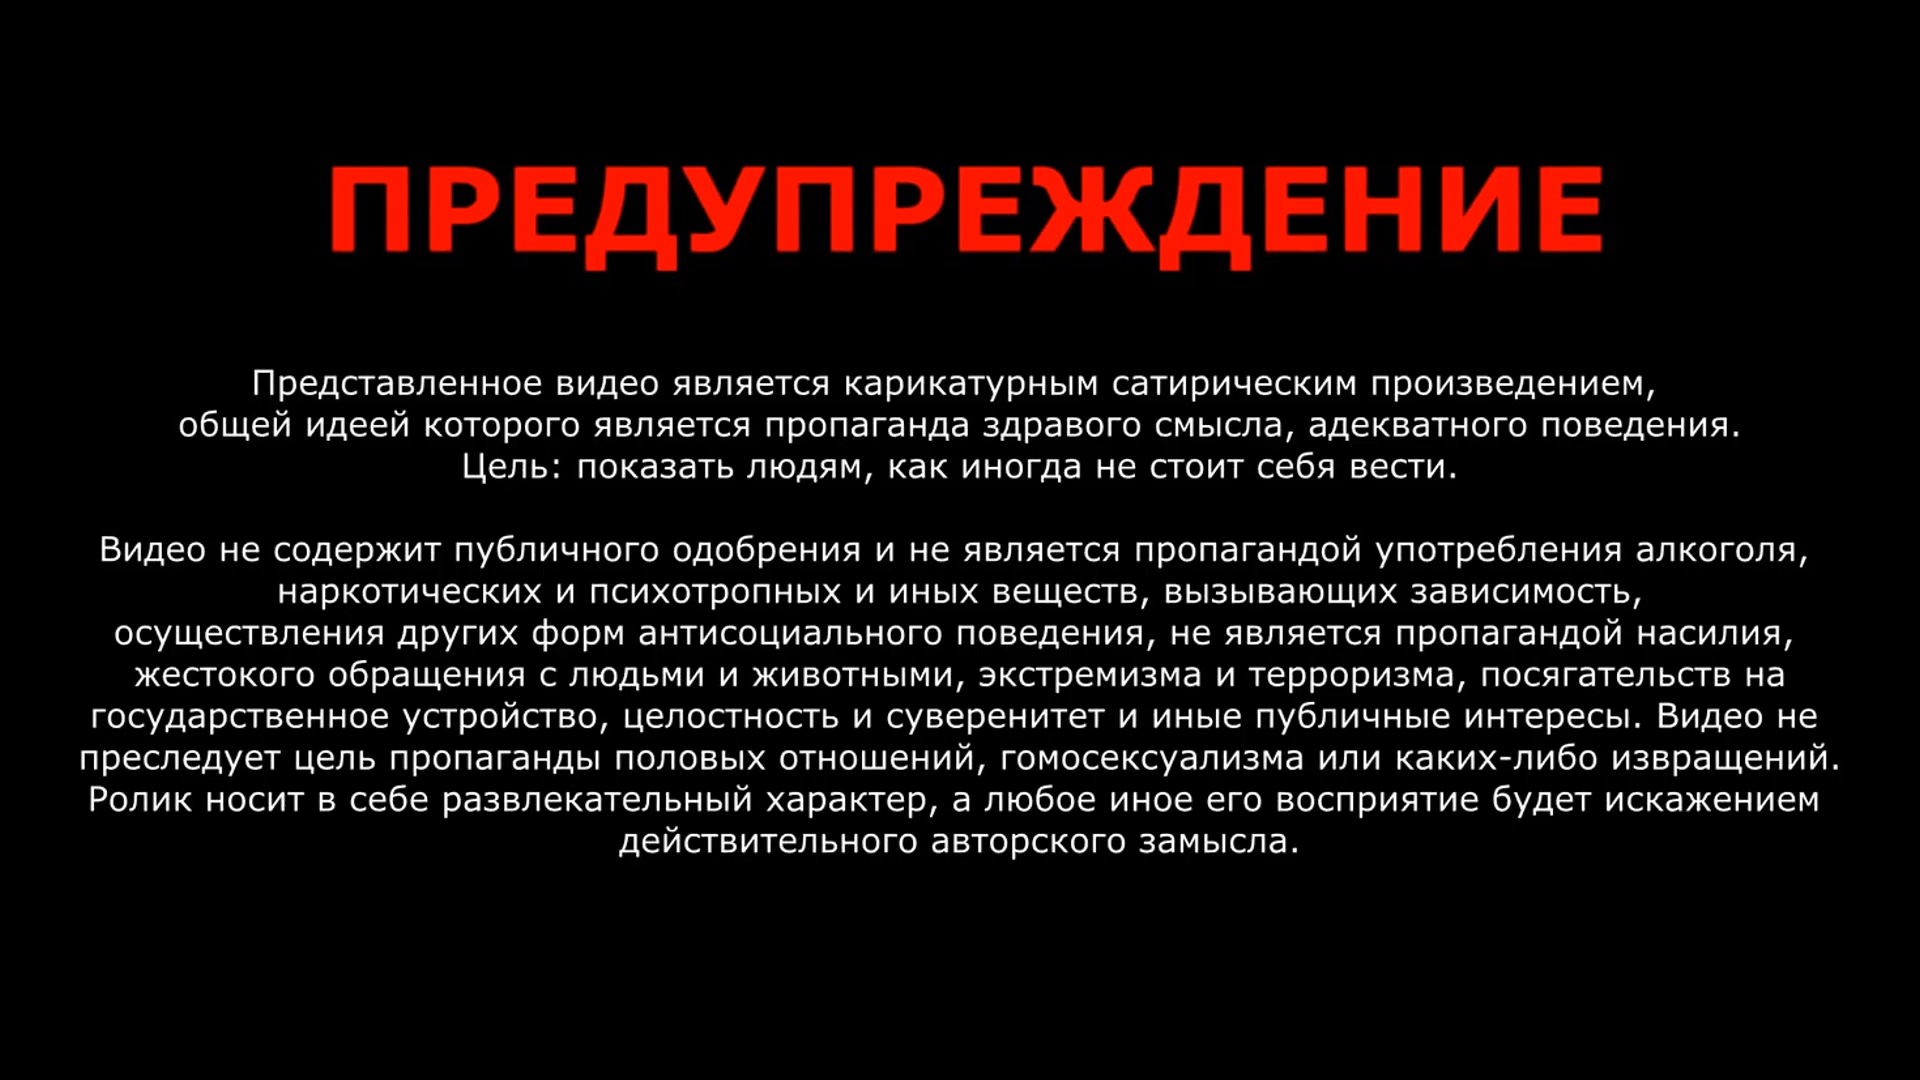 ПРЕДУПРЕЖДЕНИЕ
Представленное видео является карикатурным сатирическим произведением,
общей идеей которого является пропаганда здравого смысла, адекватного поведения.
Цель: показать людям, как иногда не стоит себя вести.
Видео не содержит публичного одобрения и не является пропагандой употребления алкоголя,
наркотических и психотропных и иных веществ, вызывающих зависимость,
осуществления других форм антисоциального поведения, не является пропагандой насилия,
жестокого обращения с людьми и животными, экстремизма и терроризма, посягательств на
государственное устройство, целостность и суверенитет и иные публичные интересы. Видео не
преследует цель пропаганды половых отношений, гомосексуализма или каких-либо извращений.
Ролик носит в себе развлекательный характер, а любое иное его восприятие будет искажением
действительного авторского замысла.